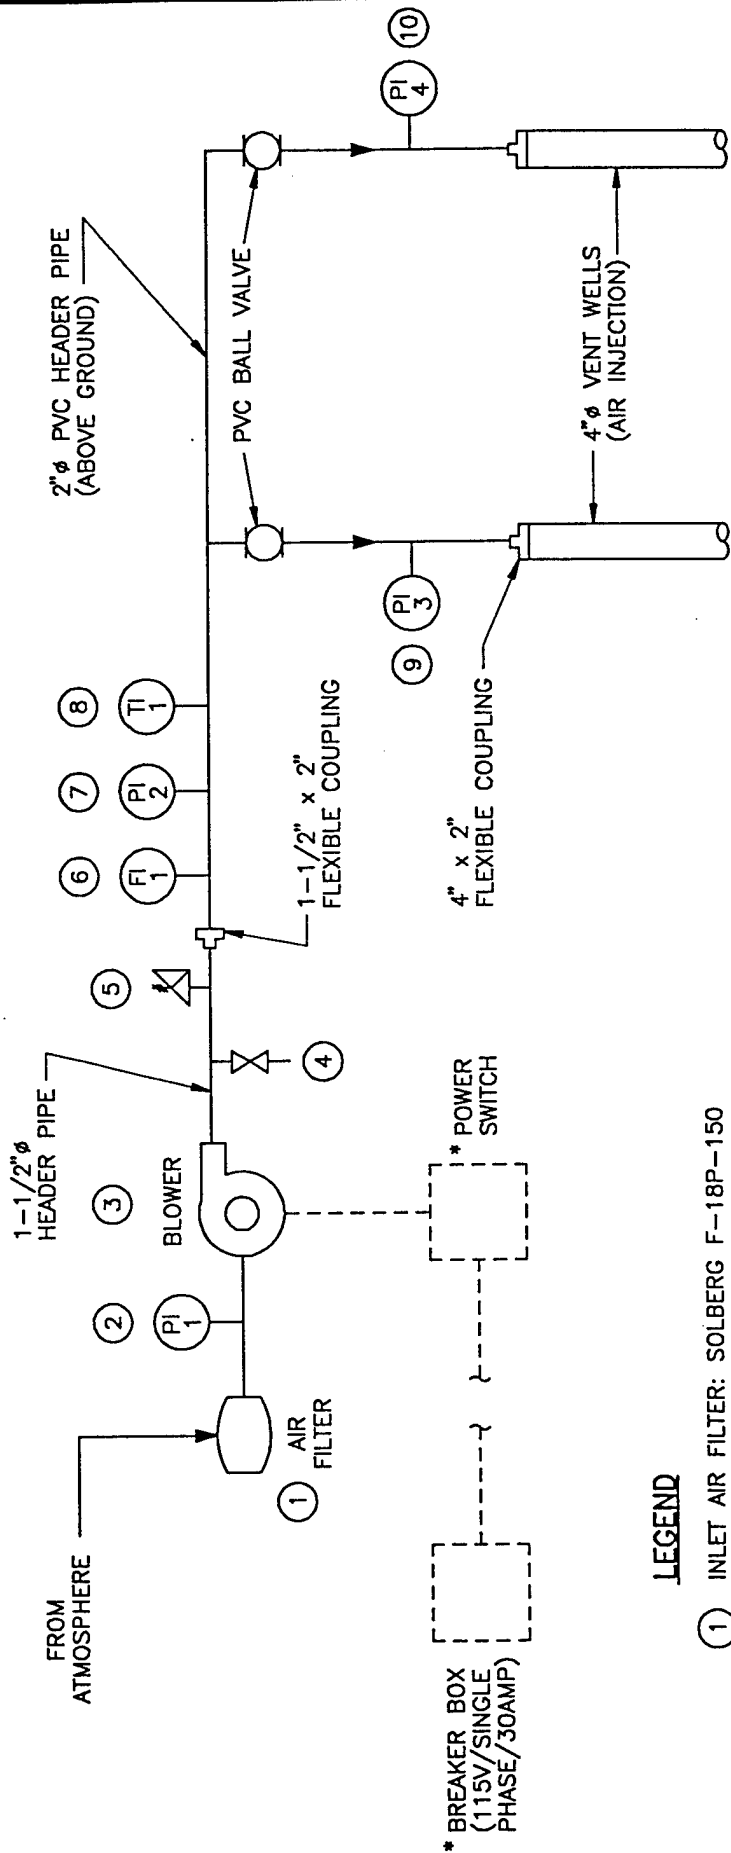 FROM
ATMOSPHERE
1
AIR
FILTER
2
PI
1
3
BLOWER
1-1/2"ø
HEADER PIPE
4
5
1-1/2" x 2"
FLEXIBLE COUPLING
6
FI
1
7
PI
2
8
TI
1
2"ø PVC HEADER PIPE
(ABOVE GROUND)
PVC BALL VALVE
9
PI
3
10
PI
4
4" x 2"
FLEXIBLE COUPLING
4"ø VENT WELLS
(AIR INJECTION)
* POWER
SWITCH
* BREAKER BOX
(115V/SINGLE
PHASE/30AMP)
LEGEND
1 INLET AIR FILTER: SOLBERG F-18P-150